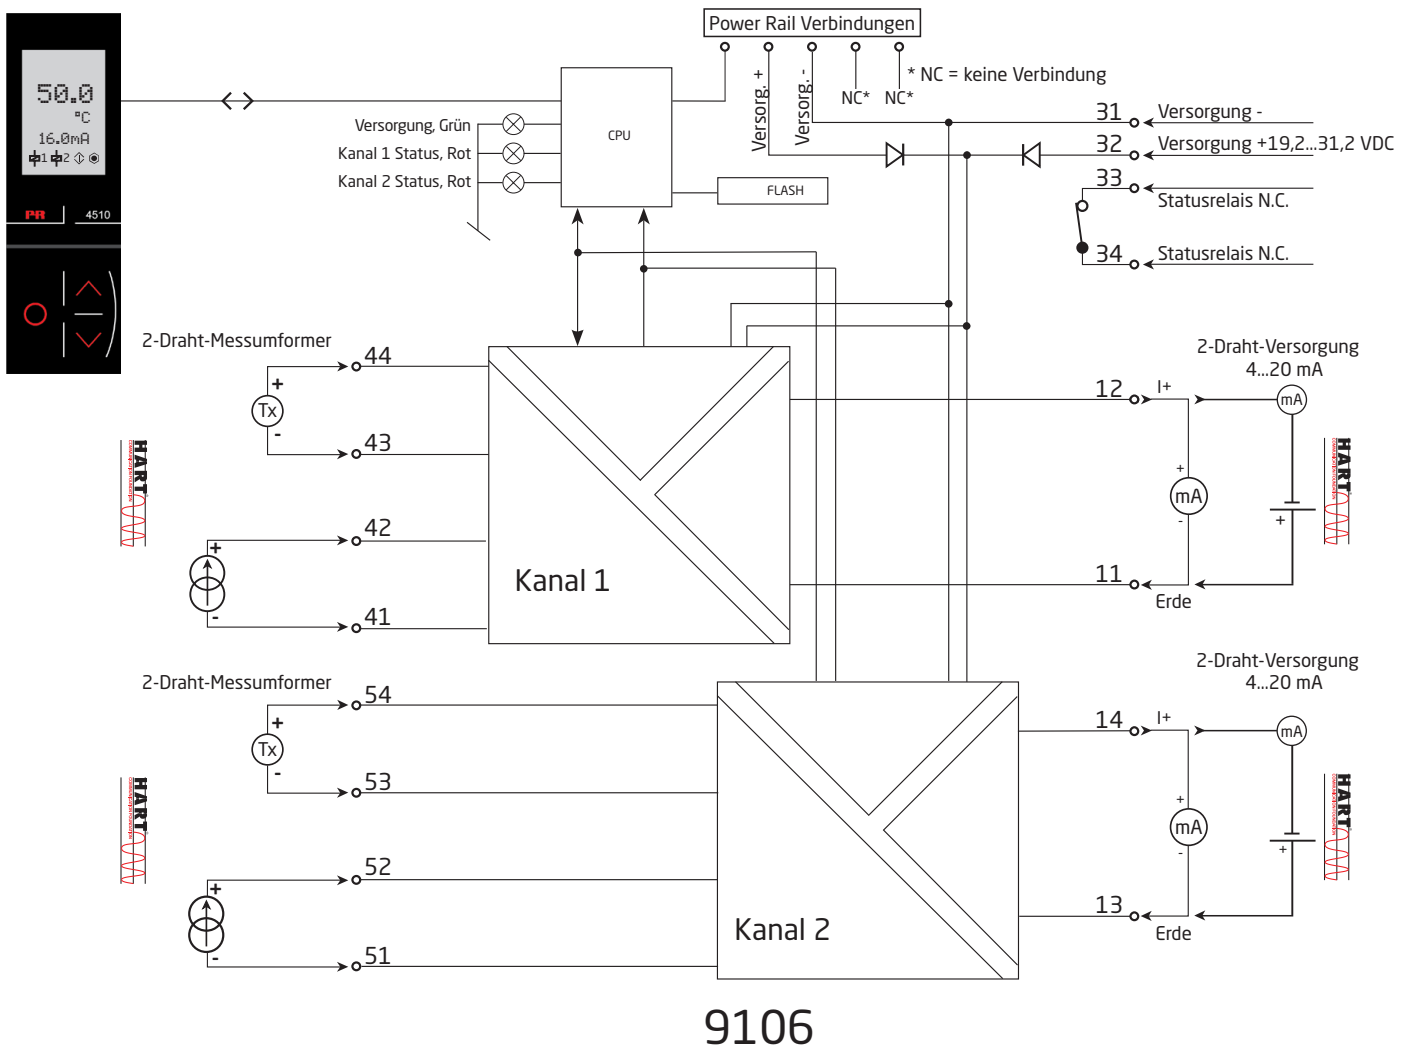 Power Rail Verbindungen
50.0
°C
16.0mA
1 2
PR 4510
* NC = keine Verbindung
Versorg. +
Versorg. -
NC*
NC*
CPU
FLASH
Versorgung, Grün
Kanal 1 Status, Rot
Kanal 2 Status, Rot
31 Versorgung -
32 Versorgung +19,2...31,2 VDC
33
Statusrelais N.C.
34 Statusrelais N.C.
2-Draht-Messumformer
44
+
Tx
-
43
HART
42
+
-
41
Kanal 1
2-Draht-Versorgung
4...20 mA
12 I+
mA
+
mA
-
+
HART
11
Erde
2-Draht-Messumformer
54
+
Tx
-
53
HART
52
+
-
51
Kanal 2
2-Draht-Versorgung
4...20 mA
14 I+
mA
+
mA
-
+
HART
13
Erde
9106